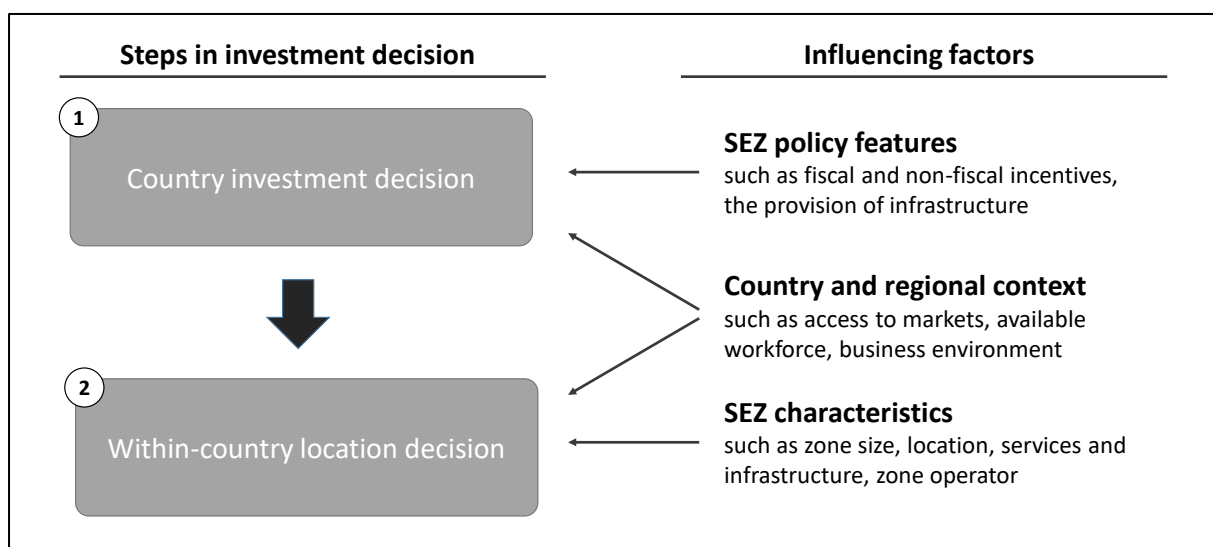 Steps in investment decision
Influencing factors
1
Country investment decision
SEZ policy features
such as fiscal and non-fiscal incentives,
the provision of infrastructure
Country and regional context
such as access to markets, available
workforce, business environment
2
Within-country location decision
SEZ characteristics
such as zone size, location, services and
infrastructure, zone operator